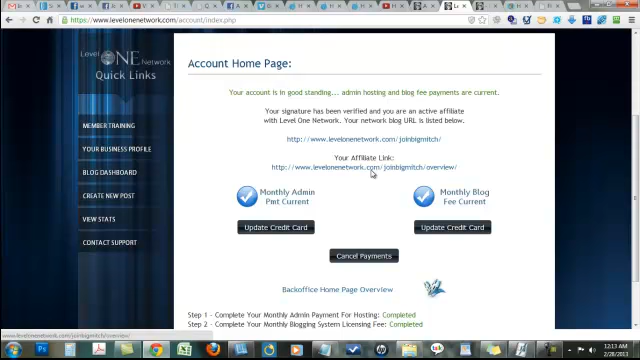 www.levelonenetwork.com/account/index.php
Level ONE Network
Quick Links
MEMBER TRAINING
YOUR BUSINESS PROFILE
BLOG DASHBOARD
CREATE NEW POST
VIEW STATS
CONTACT SUPPORT
Account Home Page:
Your account is in good standing... admin hosting and blog fee payments are current.
Your signature has been verified and you are an active affiliate
with Level One Network. Your network blog URL is listed below.
http://www.levelonenetwork.com/joinbigmitch/
Your Affiliate Link:
http://www.levelonenetwork.com/joinbigmitch/overview/
Monthly Admin
Pmt Current
Monthly Blog
Fee Current
Update Credit Card
Update Credit Card
Cancel Payments
Backoffice Home Page Overview
Step 1 - Complete Your Monthly Admin Payment For Hosting: Completed
Step 2 - Complete Your Monthly Blogging System Licensing Fee: Completed
www.levelonenetwork.com/joinbigmitch/overview/
12:13 AM
2/28/2013